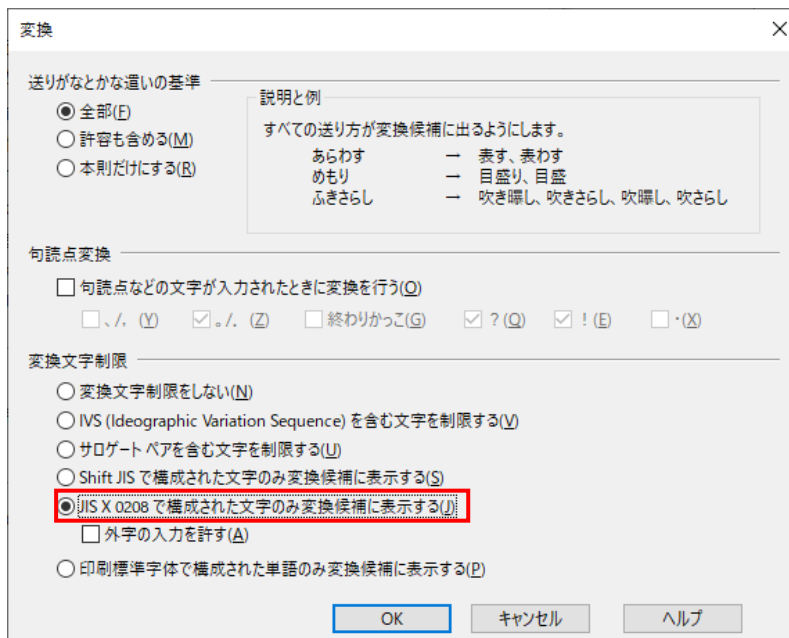 変換
送りがなとかな遣いの基準
全部(F)
許容も含める(M)
本則だけにする(R)
説明と例
すべての送り方が変換候補に出るようにします。
あらわす → 表す、表わす
めもり → 目盛り、目盛
ふきさらし → 吹き曝し、吹きさらし、吹曝し、吹さらし
句読点変換
句読点などの文字が入力されたときに変換を行う(O)
、/，(Y) 。/．(Z) 終わりかっこ(G) ？(Q) ！(E) ・(X)
変換文字制限
変換文字制限をしない(N)
IVS (Ideographic Variation Sequence) を含む文字を制限する(V)
サロゲート ペアを含む文字を制限する(U)
Shift JIS で構成された文字のみ変換候補に表示する(S)
JIS X 0208 で構成された文字のみ変換候補に表示する(J)
外字の入力を許す(A)
印刷標準字体で構成された単語のみ変換候補に表示する(P)
OK キャンセル ヘルプ